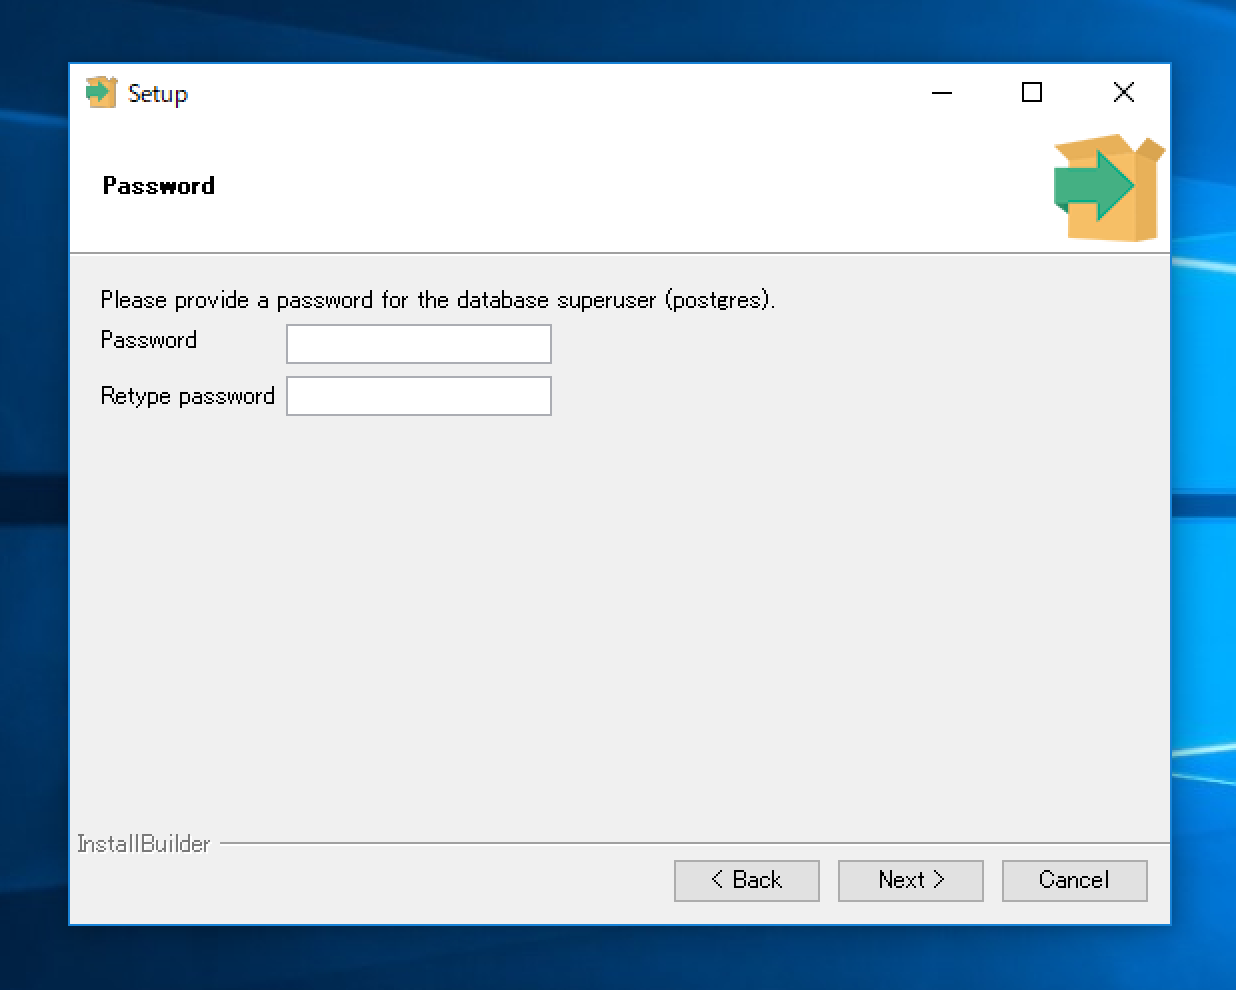 Setup
Password
Please provide a password for the database superuser (postgres).
Password
Retype password
InstallBuilder
< Back
Next >
Cancel